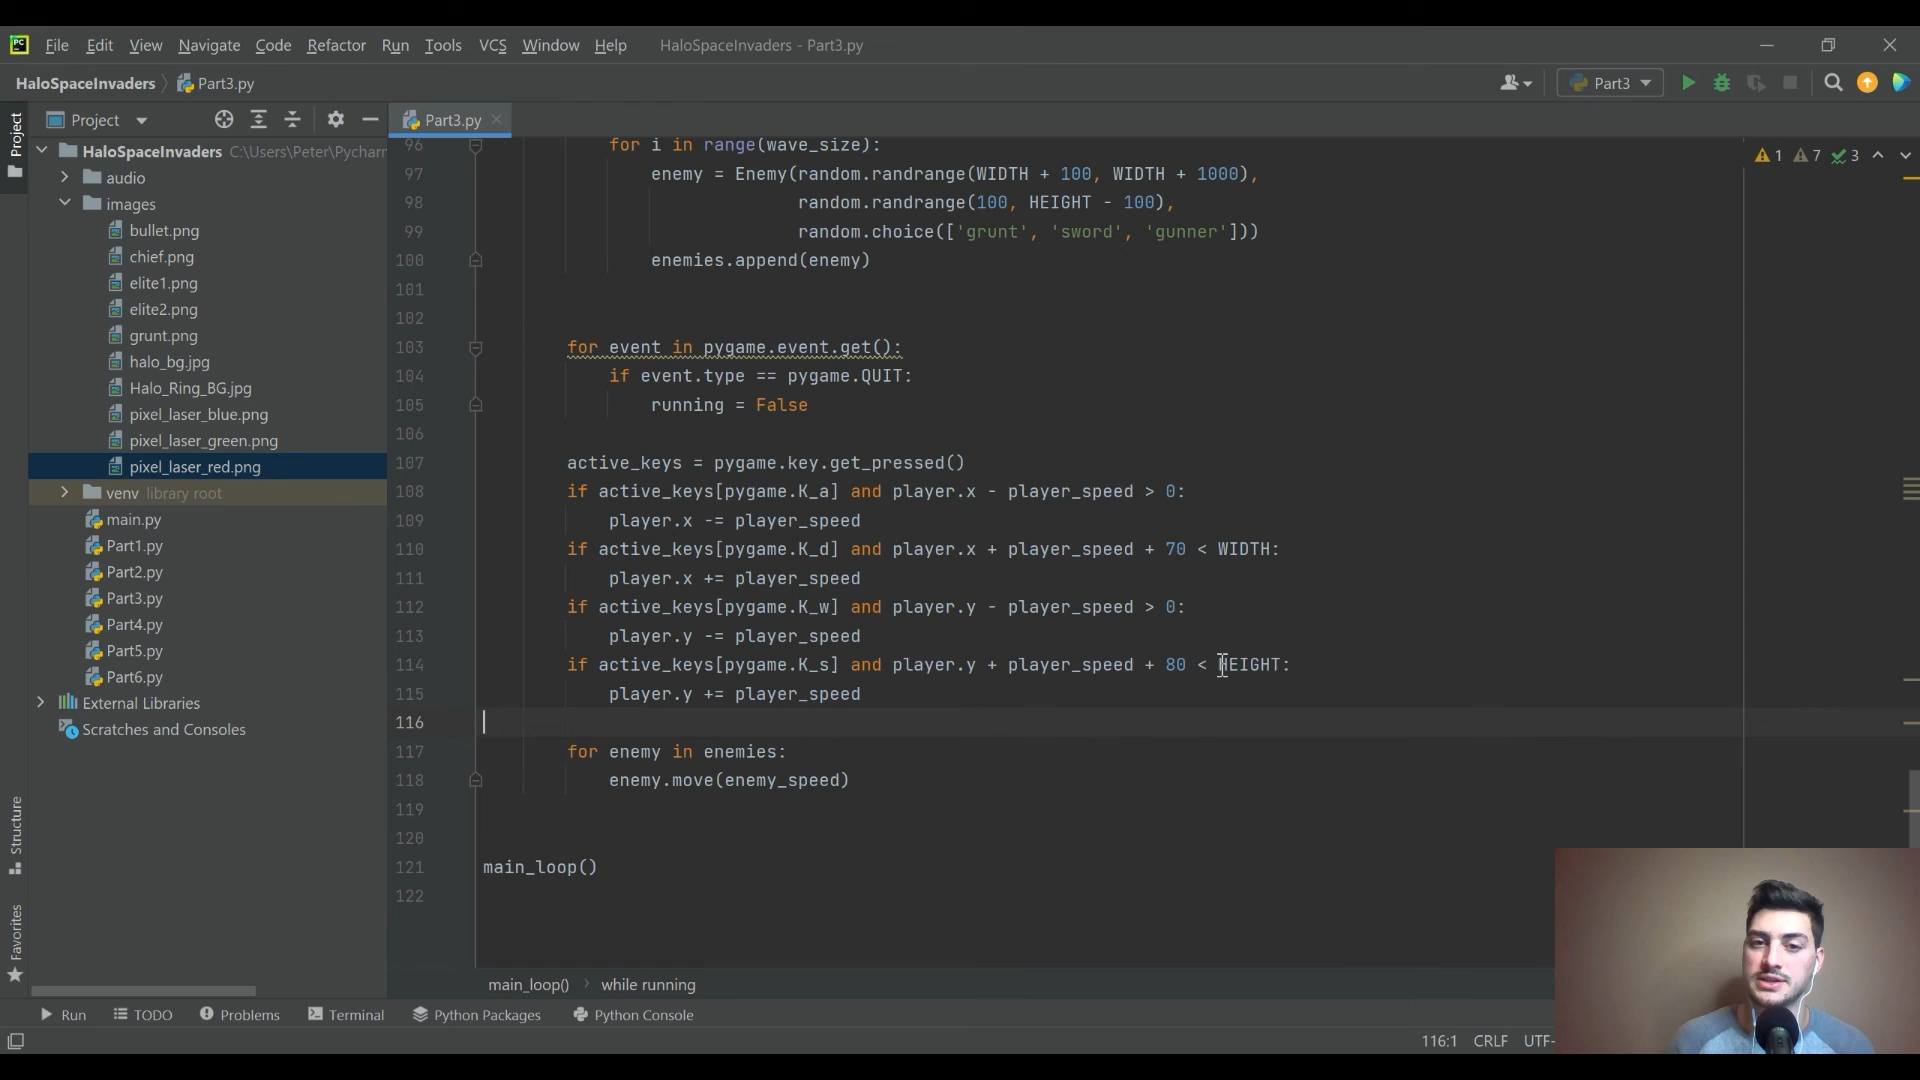 PC File Edit View Navigate Code Refactor Run Tools VCS Window Help HaloSpaceInvaders - Part3.py
HaloSpaceInvaders Part3.py Part3
Project Project Part3.py
HaloSpaceInvaders C:\Users\Peter\Pycharm
audio
images
bullet.png
chief.png
elite1.png
elite2.png
grunt.png
halo_bg.jpg
Halo_Ring_BG.jpg
pixel_laser_blue.png
pixel_laser_green.png
pixel_laser_red.png
venv library root
main.py
Part1.py
Part2.py
Part3.py
Part4.py
Part5.py
Part6.py
External Libraries
Scratches and Consoles
Structure
Favorites
1 7 3
96 for i in range(wave_size):
97 enemy = Enemy(random.randrange(WIDTH + 100, WIDTH + 1000),
98 random.randrange(100, HEIGHT - 100),
99 random.choice(['grunt', 'sword', 'gunner']))
100 enemies.append(enemy)
101
102
103 for event in pygame.event.get():
104 if event.type == pygame.QUIT:
105 running = False
106
107 active_keys = pygame.key.get_pressed()
108 if active_keys[pygame.K_a] and player.x - player_speed > 0:
109 player.x -= player_speed
110 if active_keys[pygame.K_d] and player.x + player_speed + 70 < WIDTH:
111 player.x += player_speed
112 if active_keys[pygame.K_w] and player.y - player_speed > 0:
113 player.y -= player_speed
114 if active_keys[pygame.K_s] and player.y + player_speed + 80 < HEIGHT:
115 player.y += player_speed
116
117 for enemy in enemies:
118 enemy.move(enemy_speed)
119
120
121 main_loop()
122
main_loop() while running
Run TODO Problems Terminal Python Packages Python Console
116:1 CRLF UTF-